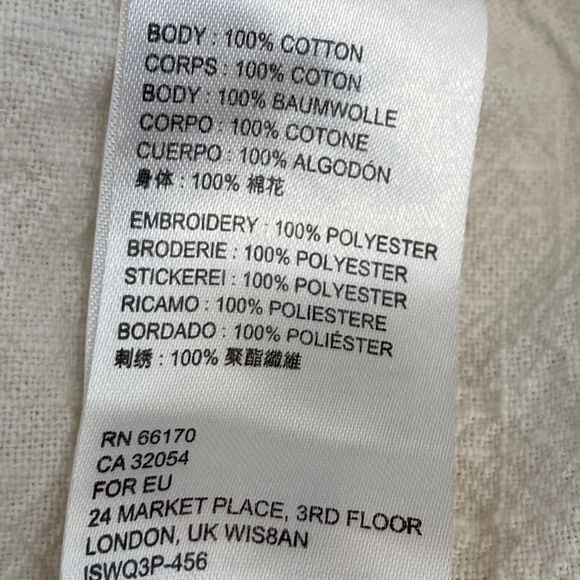 BODY : 100% COTTON
CORPS : 100% COTON
BODY : 100% BAUMWOLLE
CORPO : 100% COTONE
CUERPO : 100% ALGODÓN
身体 : 100% 棉花
EMBROIDERY : 100% POLYESTER
BRODERIE : 100% POLYESTER
STICKEREI : 100% POLYESTER
RICAMO : 100% POLIESTERE
BORDADO : 100% POLIÉSTER
刺绣 : 100% 聚酯纖維
RN 66170
CA 32054
FOR EU
24 MARKET PLACE, 3RD FLOOR
LONDON, UK WIS8AN
ISWQ3P-456